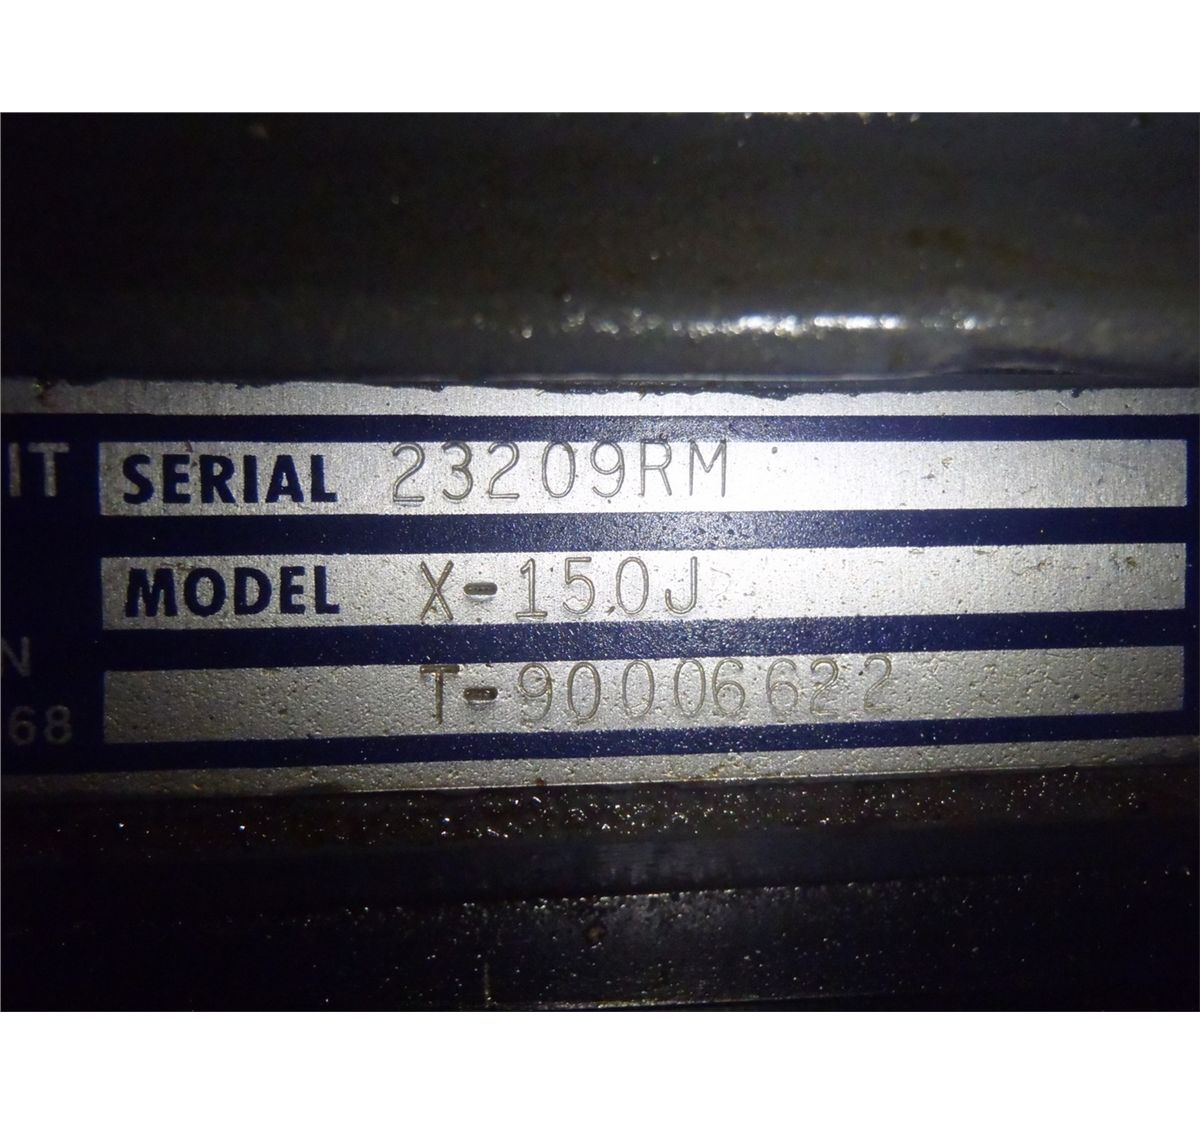 IT
SERIAL 23209RM
MODEL X-150J
N
T-90006622
68